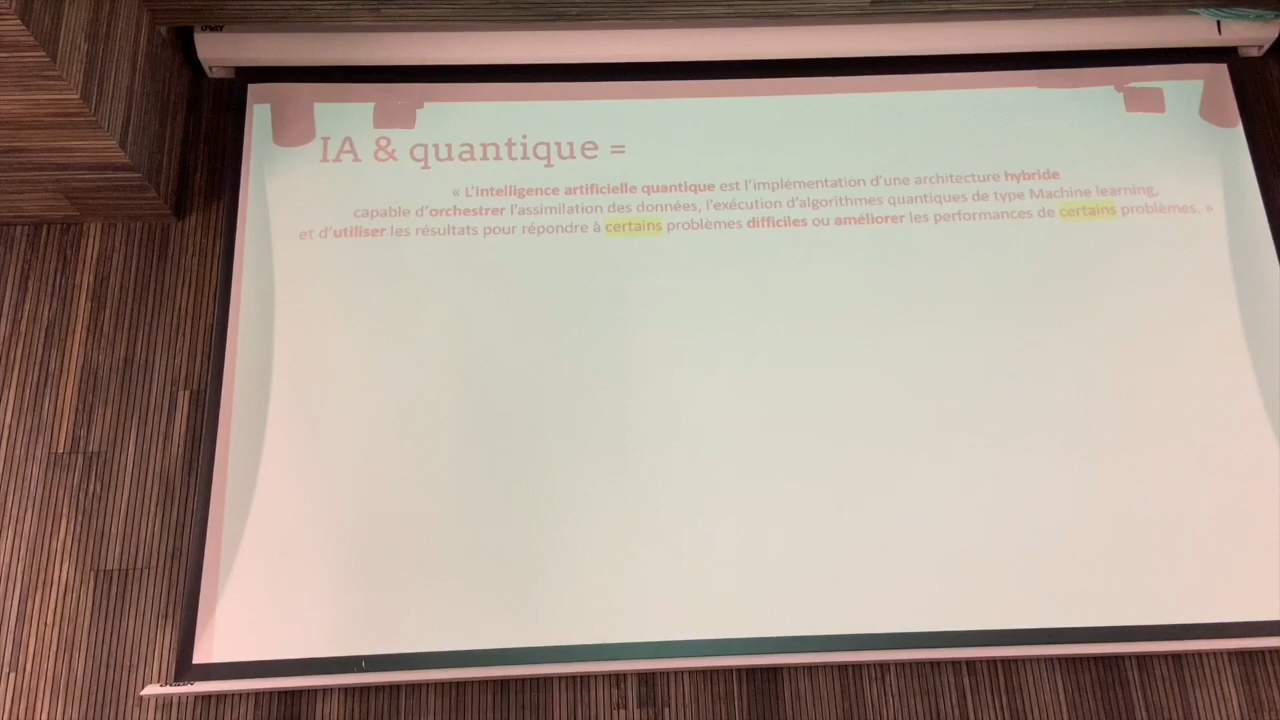 IA & quantique =
« L'intelligence artificielle quantique est l'implémentation d'une architecture hybride
capable d'orchestrer l'assimilation des données, l'exécution d'algorithmes quantiques de type Machine learning,
et d'utiliser les résultats pour répondre à certains problèmes difficiles ou améliorer les performances de certains problèmes. »